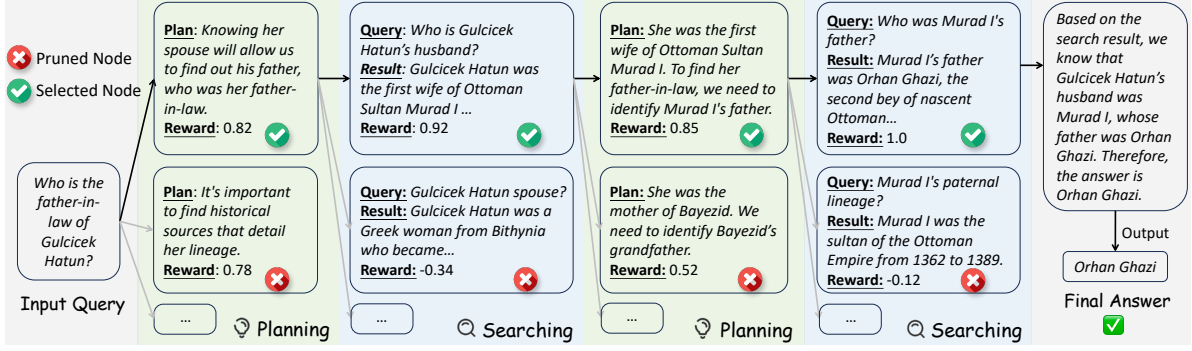 Pruned Node
Selected Node
Who is the
father-in-
law of
Gulcicek
Hatun?
Input Query
Plan: Knowing her
spouse will allow us
to find out his father,
who was her father-
in-law.
Reward: 0.82
Plan: It's important
to find historical
sources that detail
her lineage.
Reward: 0.78
...
Planning
Query: Who is Gulcicek
Hatun's husband?
Result: Gulcicek Hatun was
the first wife of Ottoman
Sultan Murad I ...
Reward: 0.92
Query: Gulcicek Hatun spouse?
Result: Gulcicek Hatun was a
Greek woman from Bithynia
who became...
Reward: -0.34
...
Searching
Plan: She was the first
wife of Ottoman Sultan
Murad I. To find her
father-in-law, we need to
identify Murad I's father.
Reward: 0.85
Plan: She was the
mother of Bayezid. We
need to identify Bayezid's
grandfather.
Reward: 0.52
...
Planning
Query: Who was Murad I's
father?
Result: Murad I's father
was Orhan Ghazi, the
second bey of nascent
Ottoman...
Reward: 1.0
Query: Murad I's paternal
lineage?
Result: Murad I was the
sultan of the Ottoman
Empire from 1362 to 1389.
Reward: -0.12
...
Searching
Based on the
search result, we
know that
Gulcicek Hatun's
husband was
Murad I, whose
father was Orhan
Ghazi. Therefore,
the answer is
Orhan Ghazi.
Output
Orhan Ghazi
Final Answer